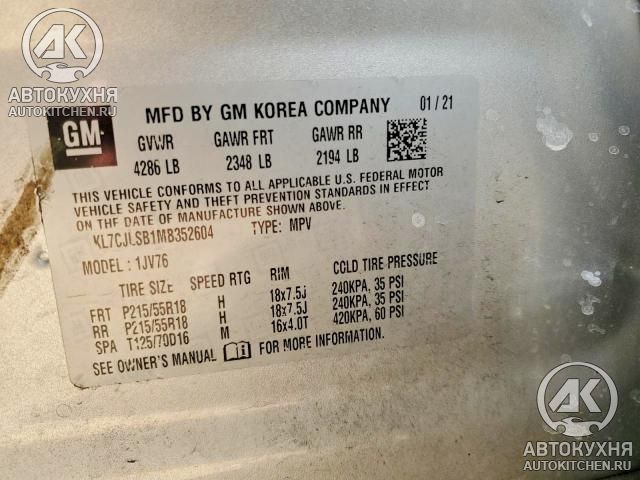 AK
АВТОКУХНЯ
AUTOKITCHEN.RU
GM
MFD BY GM KOREA COMPANY 01 / 21
GVWR GAWR FRT GAWR RR
4286 LB 2348 LB 2194 LB
THIS VEHICLE CONFORMS TO ALL APPLICABLE U.S. FEDERAL MOTOR
VEHICLE SAFETY AND THEFT PREVENTION STANDARDS IN EFFECT
ON THE DATE OF MANUFACTURE SHOWN ABOVE.
KL7CJLSB1MB352604 TYPE: MPV
MODEL : 1JV76
TIRE SIZE SPEED RTG RIM COLD TIRE PRESSURE
FRT P215/55R18 H 18x7.5J 240KPA, 35 PSI
RR P215/55R18 H 18x7.5J 240KPA, 35 PSI
SPA T125/70D16 M 16x4.0T 420KPA, 60 PSI
SEE OWNER'S MANUAL FOR MORE INFORMATION.
AK
АВТОКУХНЯ
AUTOKITCHEN.RU